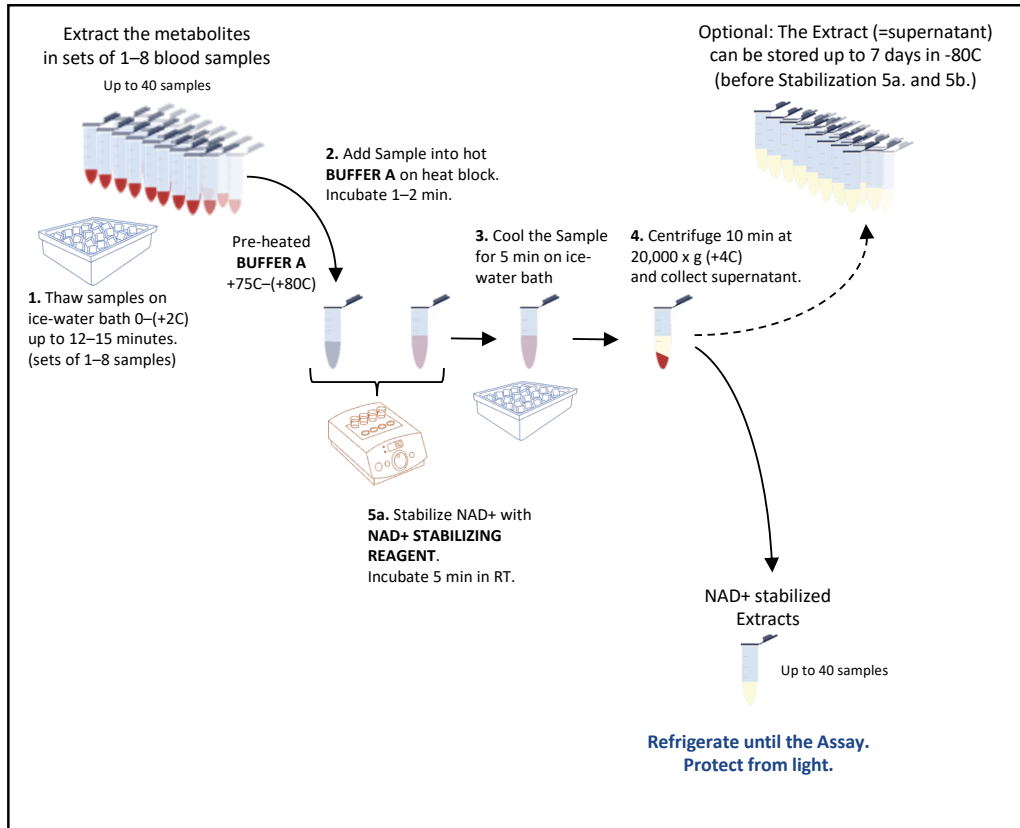 Extract the metabolites
in sets of 1–8 blood samples
Up to 40 samples
Optional: The Extract (=supernatant)
can be stored up to 7 days in -80C
(before Stabilization 5a. and 5b.)
2. Add Sample into hot
BUFFER A on heat block.
Incubate 1–2 min.
Pre-heated
BUFFER A
+75C–(+80C)
3. Cool the Sample
for 5 min on ice-
water bath
4. Centrifuge 10 min at
20,000 x g (+4C)
and collect supernatant.
1. Thaw samples on
ice-water bath 0–(+2C)
up to 12–15 minutes.
(sets of 1–8 samples)
5a. Stabilize NAD+ with
NAD+ STABILIZING
REAGENT.
Incubate 5 min in RT.
NAD+ stabilized
Extracts
Up to 40 samples
Refrigerate until the Assay.
Protect from light.